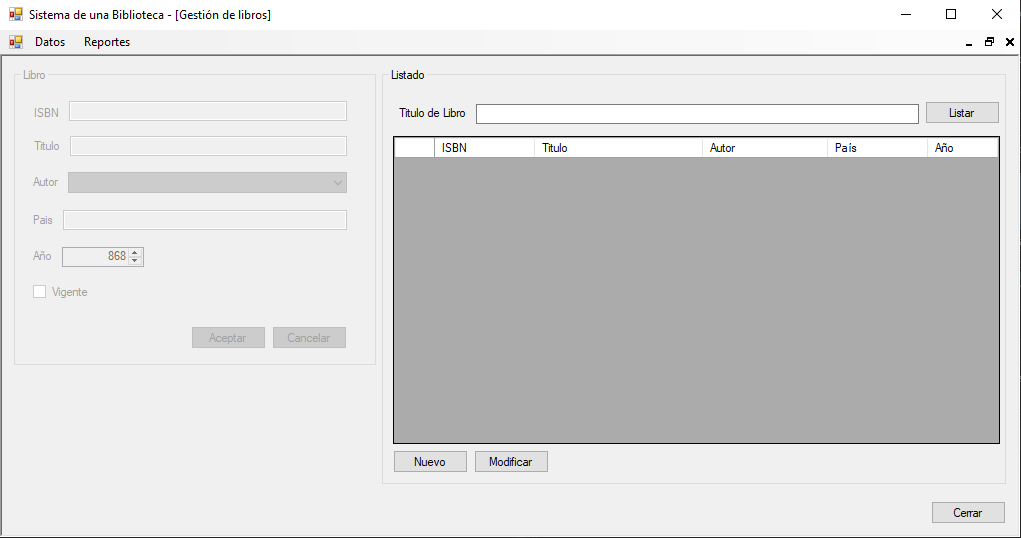 Sistema de una Biblioteca - [Gestión de libros]
Datos Reportes
Libro
ISBN
Titulo
Autor
Pais
Año 868
Vigente
Aceptar Cancelar
Listado
Titulo de Libro Listar
ISBN Titulo Autor País Año
Nuevo Modificar
Cerrar